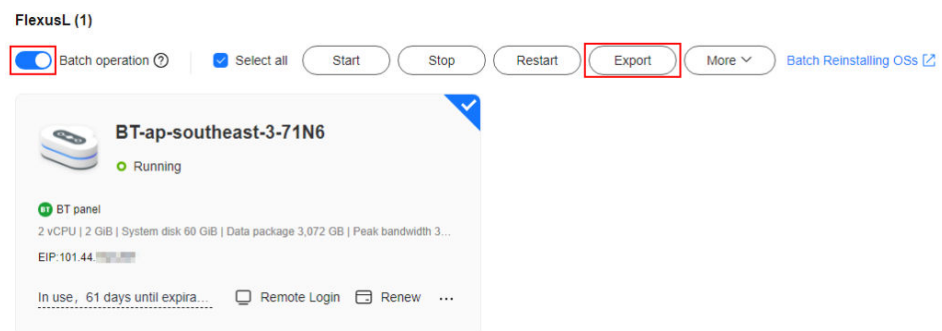 FlexusL (1)
Batch operation Select all Start Stop Restart Export More Batch Reinstalling OSs
BT-ap-southeast-3-71N6
Running
BT BT panel
2 vCPU | 2 GiB | System disk 60 GiB | Data package 3,072 GB | Peak bandwidth 3...
EIP:101.44.
In use, 61 days until expira... Remote Login Renew ...